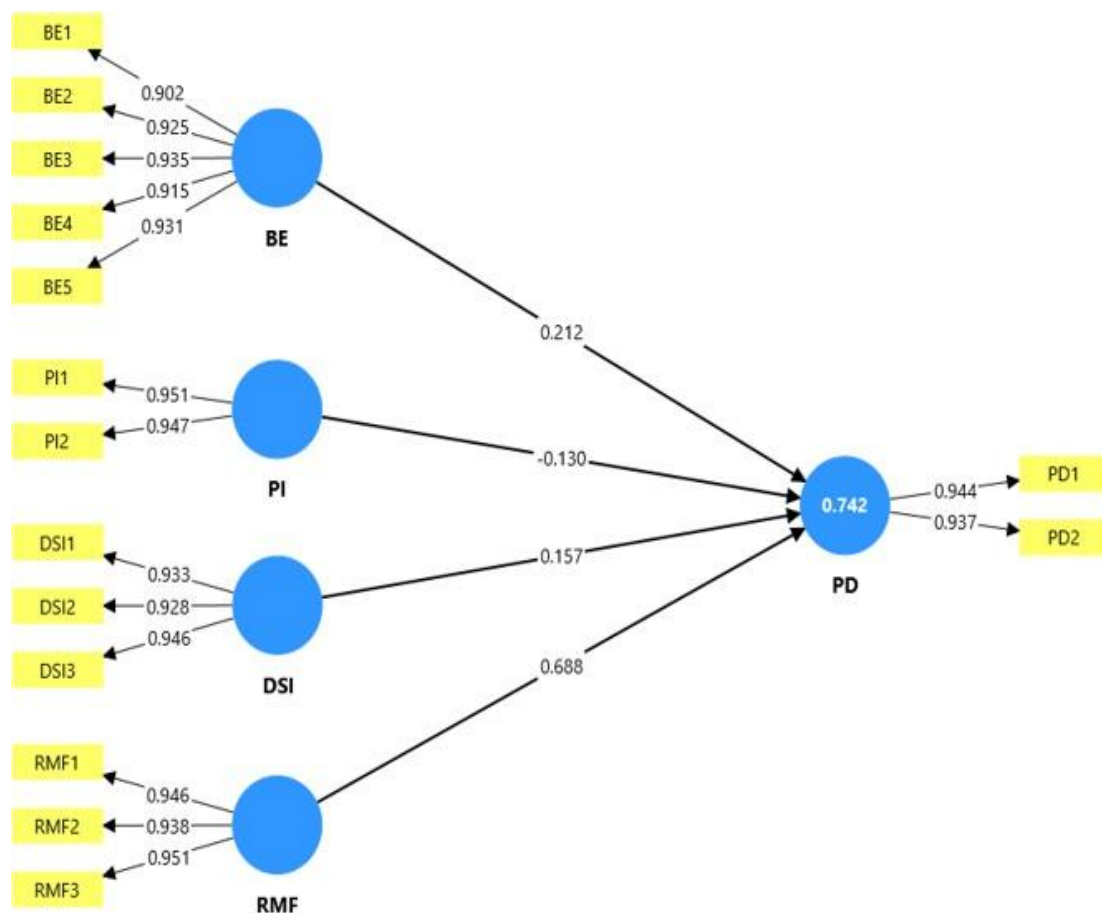 BE1
0.902
BE2
0.925
BE3
0.935
0.915
BE4
0.931
BE
BE5
0.212
PI1
0.951
0.947
PI2
-0.130
PI
PD1
0.944
0.742
0.937
PD2
PD
DSI1
0.933
0.157
DSI2
0.928
0.946
DSI3
DSI
0.688
RMF1
0.946
RMF2
0.938
0.951
RMF3
RMF